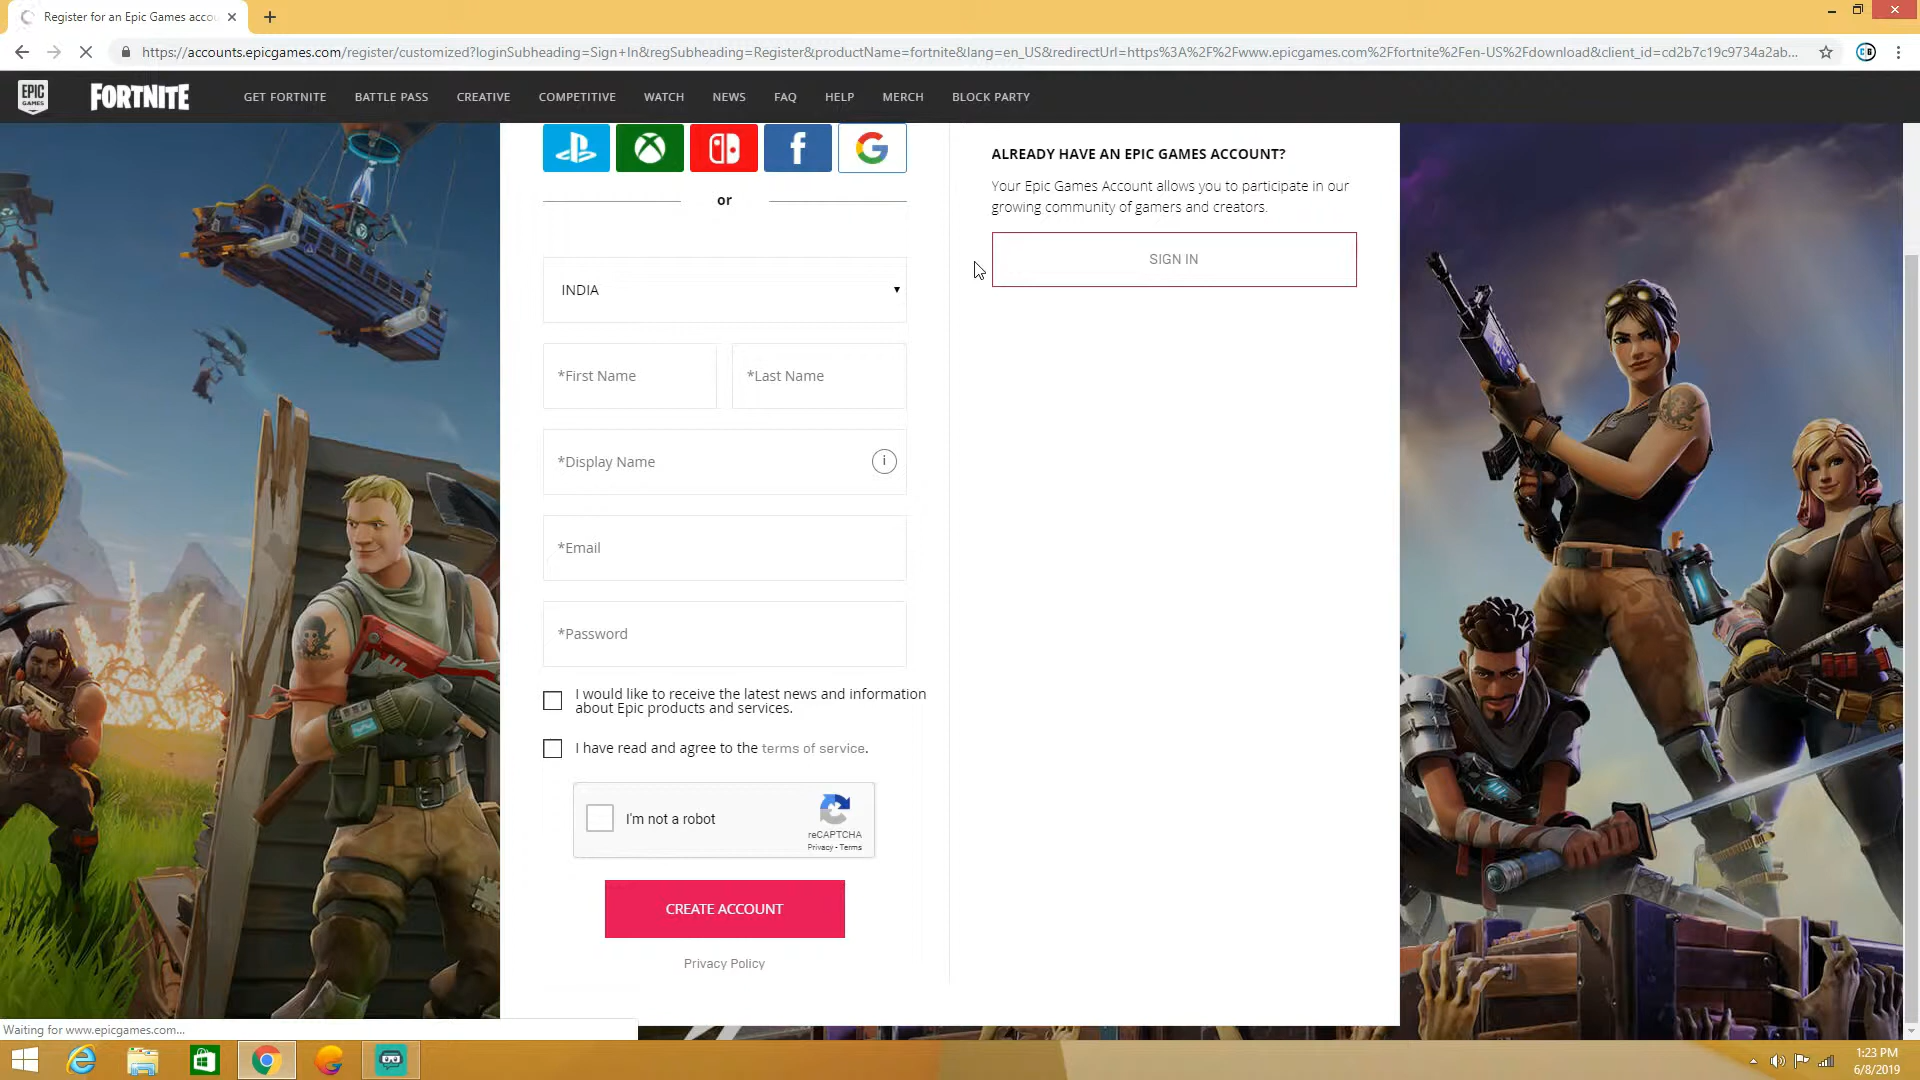 Register for an Epic Games acco
https://accounts.epicgames.com/register/customized?loginSubheading=Sign+In&regSubheading=Register&productName=fortnite&lang=en_US&redirectUrl=https%3A%2F%2Fwww.epicgames.com%2Ffortnite%2Fen-US%2Fdownload&client_id=cd2b7c19c9734a2ab...
EPIC GAMES
FORTNITE
GET FORTNITE
BATTLE PASS
CREATIVE
COMPETITIVE
WATCH
NEWS
FAQ
HELP
MERCH
BLOCK PARTY
or
INDIA
*First Name
*Last Name
*Display Name
*Email
*Password
I would like to receive the latest news and information
about Epic products and services.
I have read and agree to the terms of service.
I'm not a robot
reCAPTCHA
Privacy - Terms
CREATE ACCOUNT
Privacy Policy
ALREADY HAVE AN EPIC GAMES ACCOUNT?
Your Epic Games Account allows you to participate in our
growing community of gamers and creators.
SIGN IN
Waiting for www.epicgames.com...
1:23 PM
6/8/2019